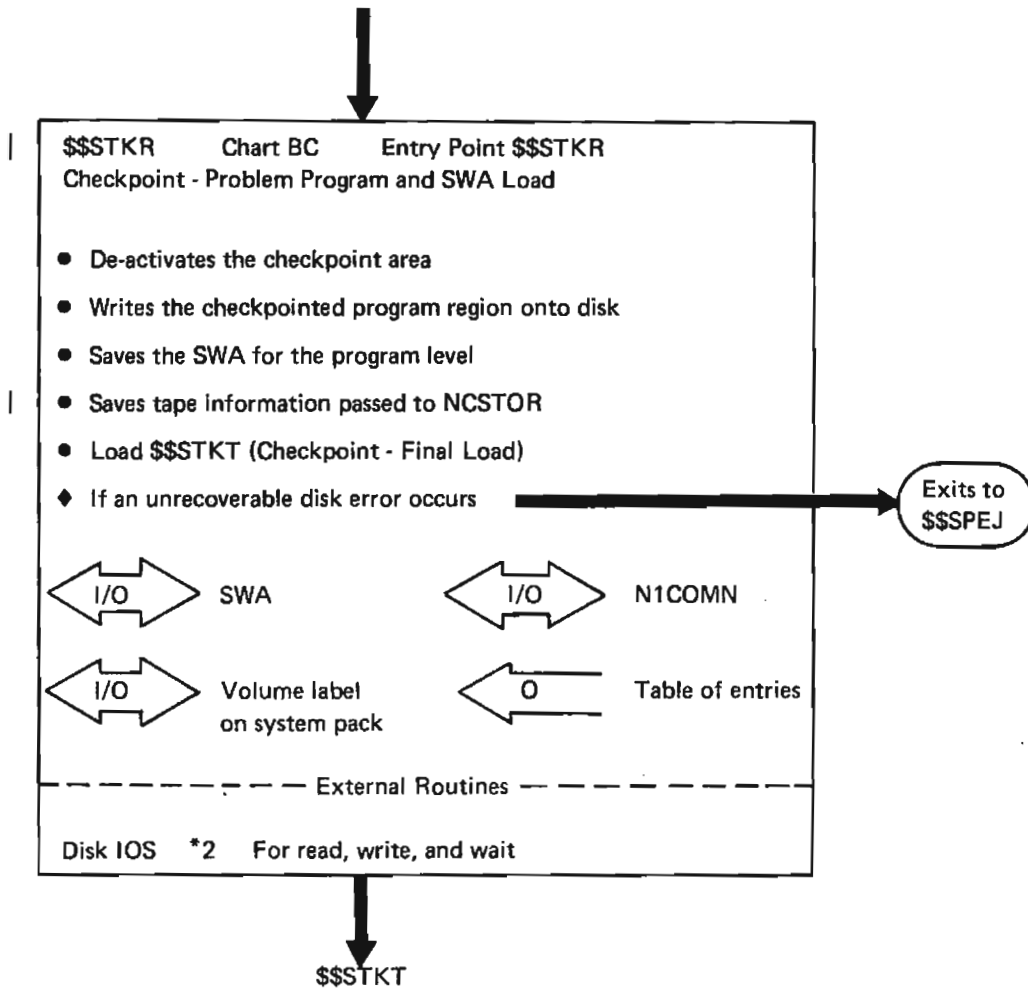 $$STKR Chart BC Entry Point $$STKR
Checkpoint - Problem Program and SWA Load
● De-activates the checkpoint area
● Writes the checkpointed program region onto disk
● Saves the SWA for the program level
● Saves tape information passed to NCSTOR
● Load $$STKT (Checkpoint - Final Load)
♦ If an unrecoverable disk error occurs
Exits to
$$SPEJ
I/O SWA
I/O N1COMN
I/O Volume label
on system pack
O Table of entries
External Routines
Disk IOS *2 For read, write, and wait
$$STKT